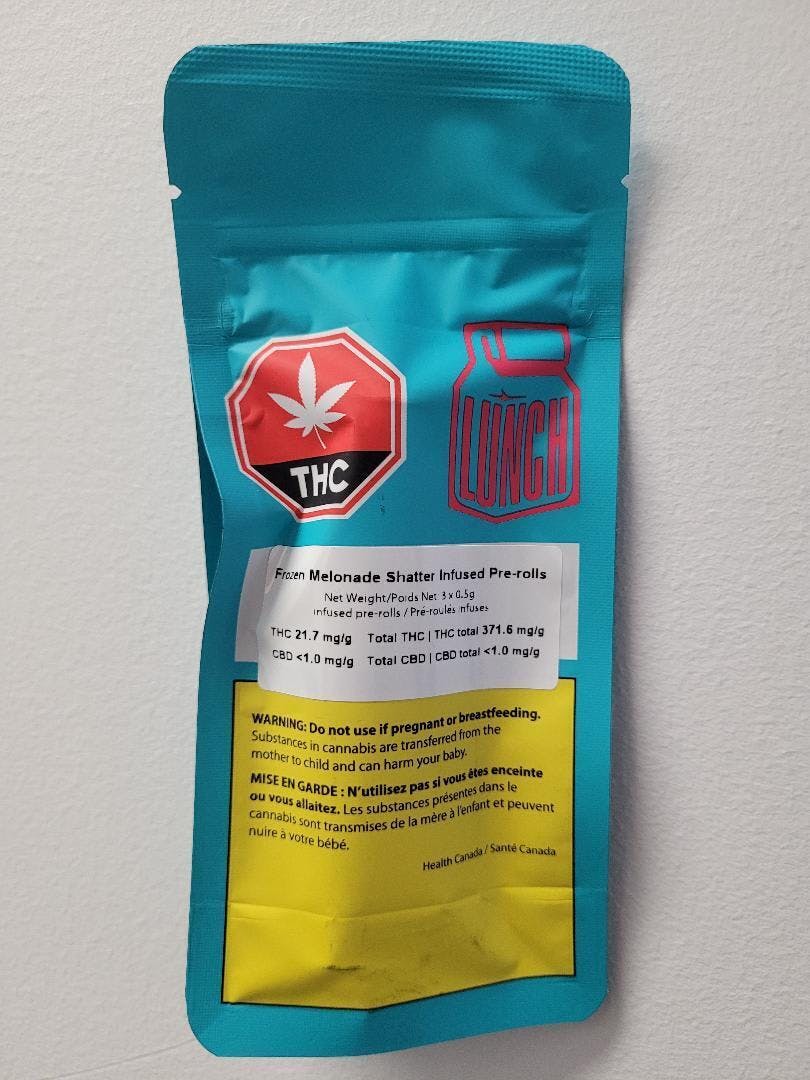 THC
LUNCH
Frozen Melonade Shatter Infused Pre-rolls
Net Weight/Poids Net: 3 x 0.5g
infused pre-rolls / Pré-roulés infuses
THC 21.7 mg/g Total THC | THC total 371.6 mg/g
CBD <1.0 mg/g Total CBD | CBD total <1.0 mg/g
WARNING: Do not use if pregnant or breastfeeding.
Substances in cannabis are transferred from the
mother to child and can harm your baby.
MISE EN GARDE : N'utilisez pas si vous êtes enceinte
ou vous allaitez. Les substances présentes dans le
cannabis sont transmises de la mère à l'enfant et peuvent
nuire à votre bébé.
Health Canada / Santé Canada